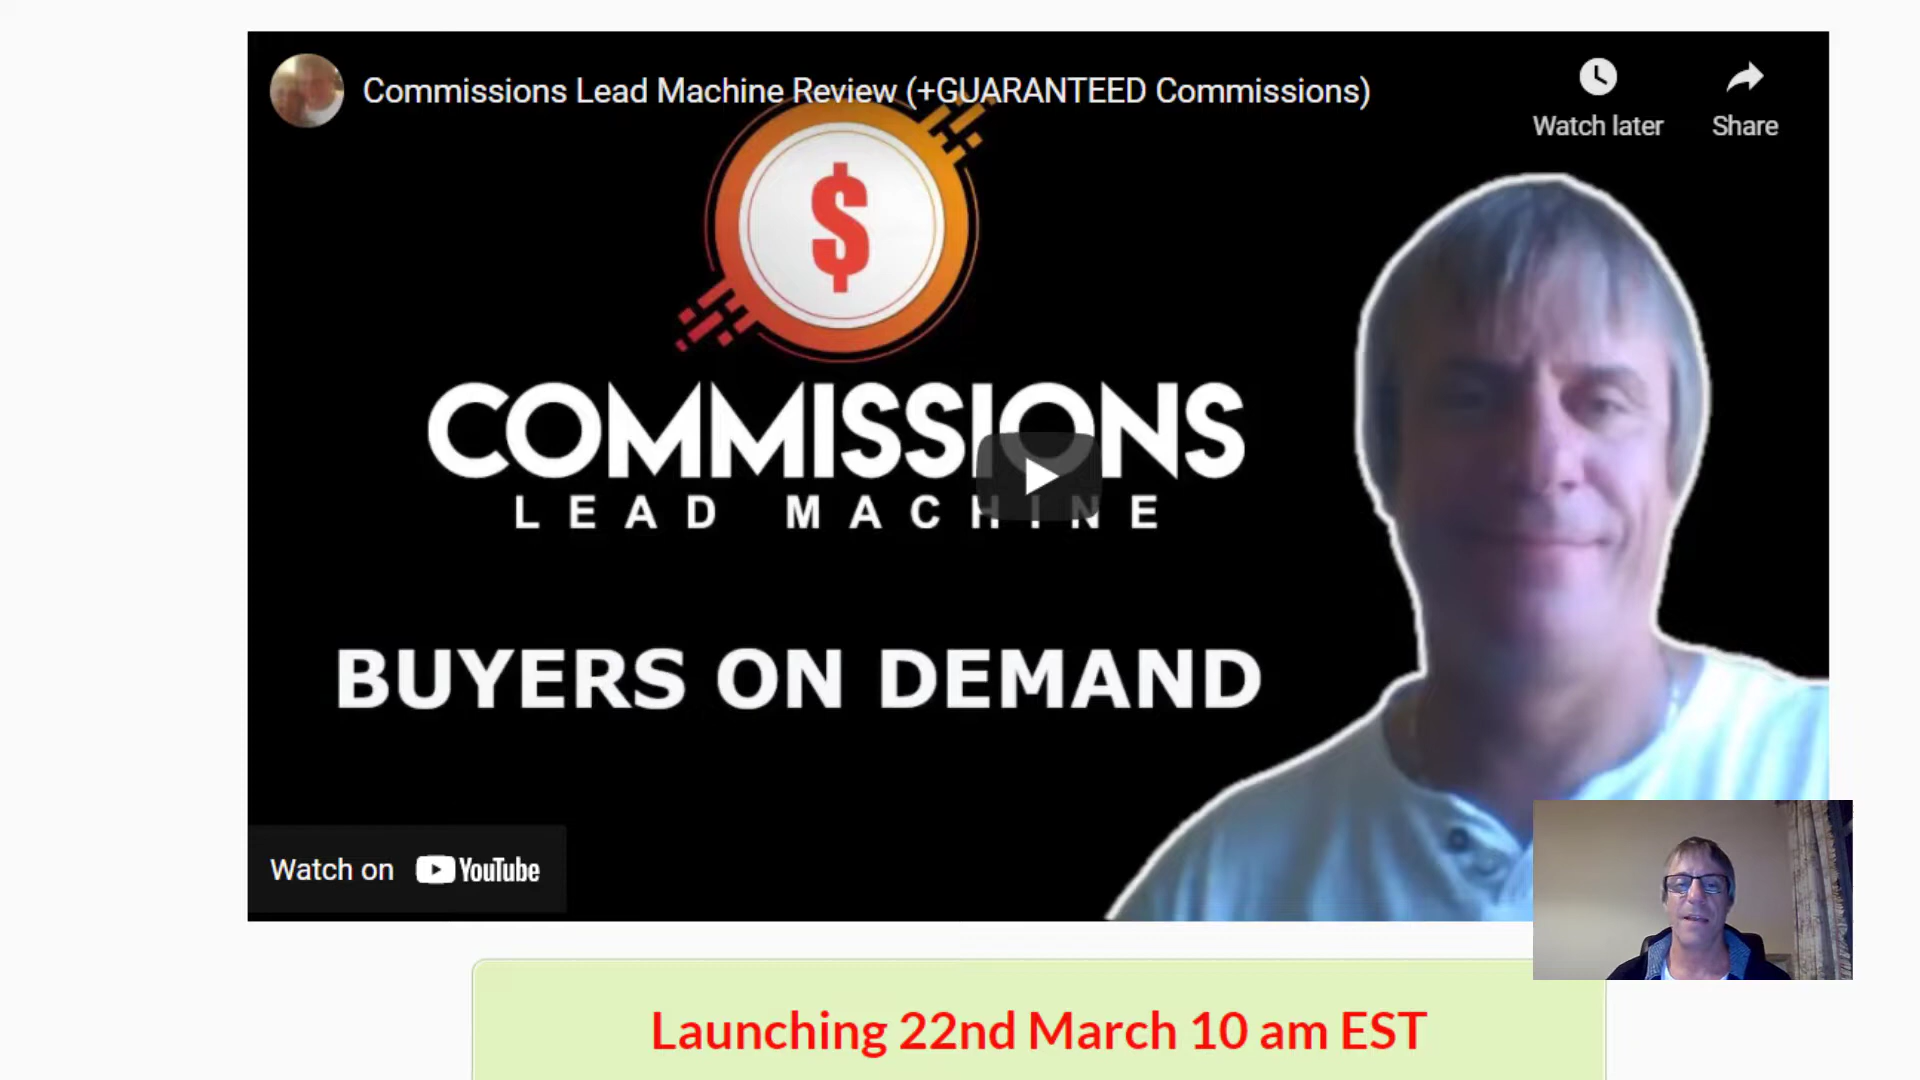 Commissions Lead Machine Review (+GUARANTEED Commissions)
Watch later
Share
$
COMMISSIONS
LEAD MACHINE
BUYERS ON DEMAND
Watch on YouTube
Launching 22nd March 10 am EST